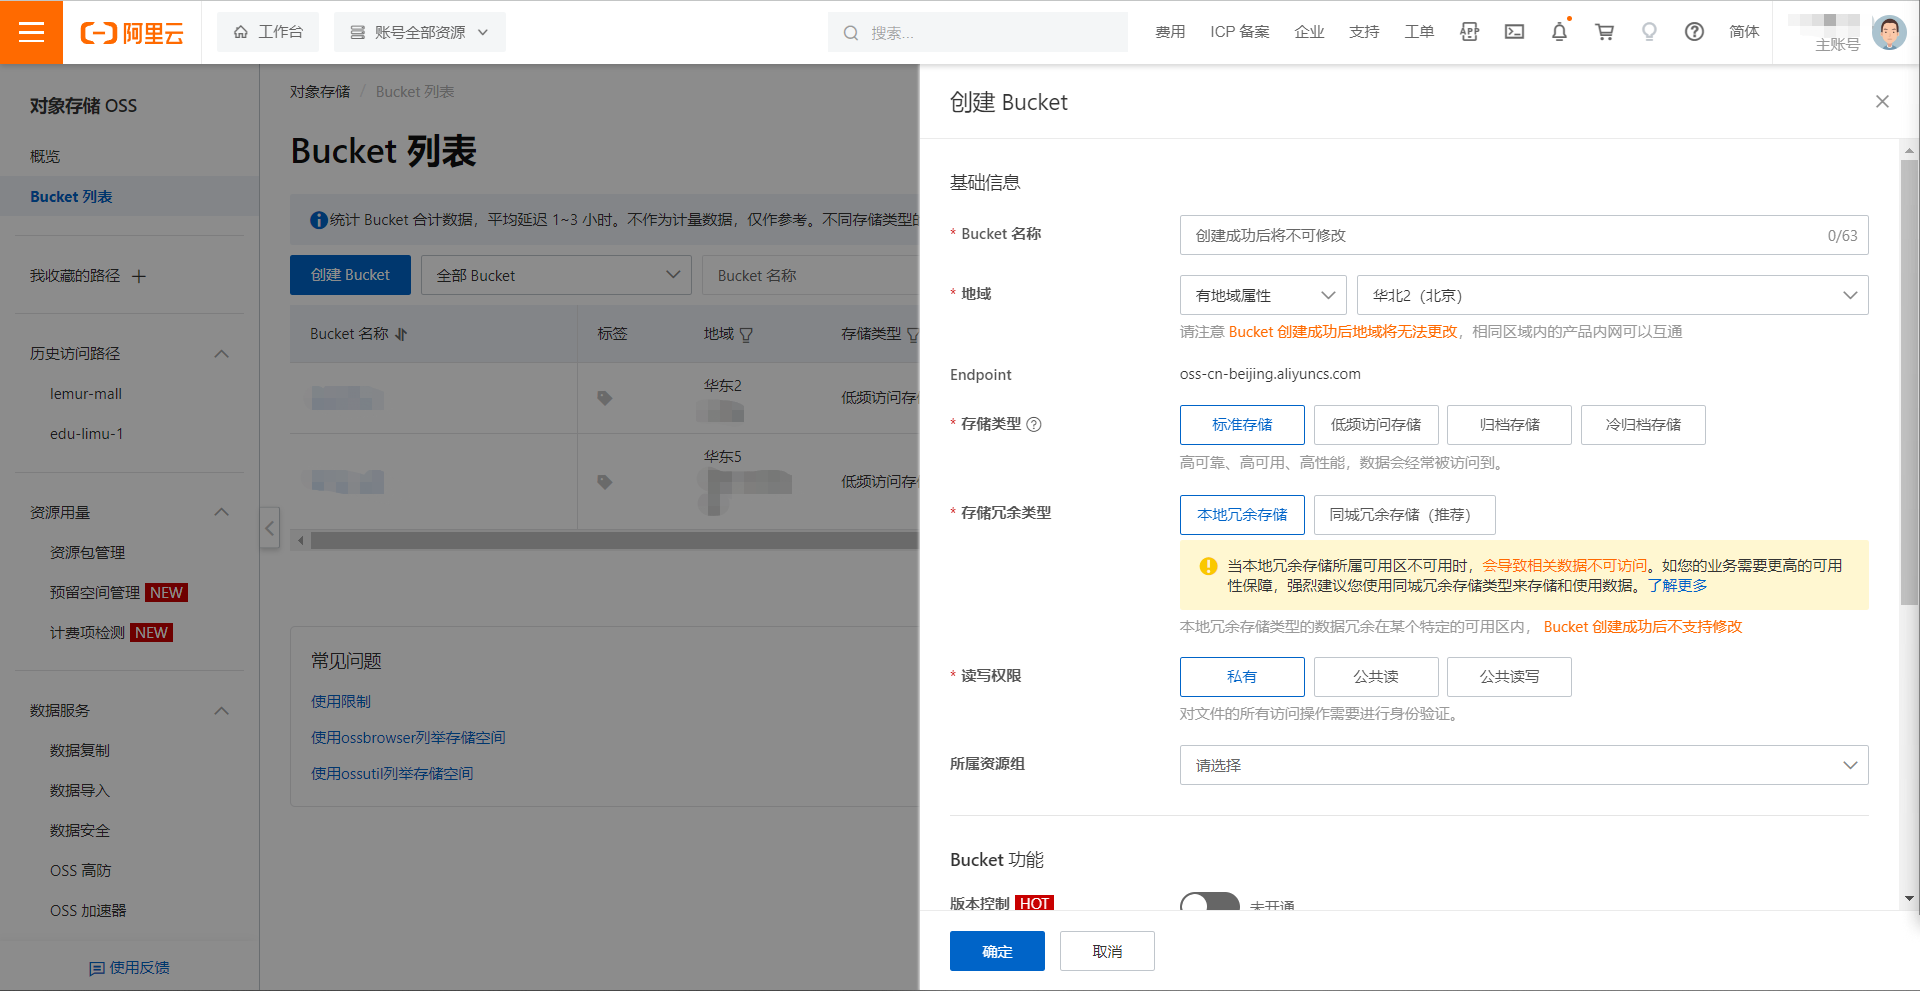 阿里云
工作台
账号全部资源
搜索...
费用
ICP 备案
企业
支持
工单
APP
简体
主账号
对象存储 OSS
概览
Bucket 列表
我收藏的路径
历史访问路径
lemur-mall
edu-limu-1
资源用量
资源包管理
预留空间管理 NEW
计费项检测 NEW
数据服务
数据复制
数据导入
数据安全
OSS 高防
OSS 加速器
使用反馈
对象存储 / Bucket 列表
Bucket 列表
统计 Bucket 合计数据，平均延迟 1~3 小时。不作为计量数据，仅作参考。不同存储类型的
创建 Bucket
全部 Bucket
Bucket 名称
Bucket 名称
标签
地域
存储类型
华东2
低频访问存储
华东5
低频访问存储
常见问题
使用限制
使用ossbrowser列举存储空间
使用ossutil列举存储空间
创建 Bucket
基础信息
* Bucket 名称
创建成功后将不可修改
0/63
* 地域
有地域属性
华北2（北京）
请注意 Bucket 创建成功后地域将无法更改，相同区域内的产品内网可以互通
Endpoint
oss-cn-beijing.aliyuncs.com
* 存储类型
标准存储
低频访问存储
归档存储
冷归档存储
高可靠、高可用、高性能，数据会经常被访问到。
* 存储冗余类型
本地冗余存储
同城冗余存储（推荐）
当本地冗余存储所属可用区不可用时，会导致相关数据不可访问。如您的业务需要更高的可用
性保障，强烈建议您使用同城冗余存储类型来存储和使用数据。了解更多
本地冗余存储类型的数据冗余在某个特定的可用区内， Bucket 创建成功后不支持修改
* 读写权限
私有
公共读
公共读写
对文件的所有访问操作需要进行身份验证。
所属资源组
请选择
Bucket 功能
版本控制 HOT
未开通
确定
取消